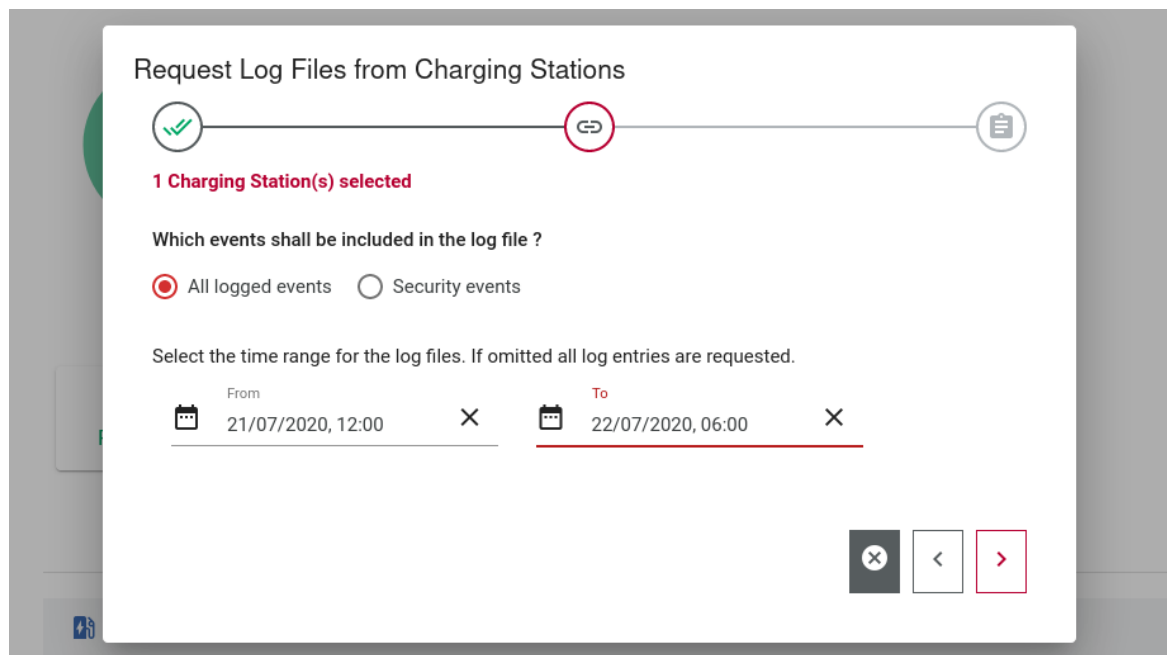 Request Log Files from Charging Stations
1 Charging Station(s) selected
Which events shall be included in the log file ?
All logged events Security events
Select the time range for the log files. If omitted all log entries are requested.
From To
21/07/2020, 12:00 22/07/2020, 06:00